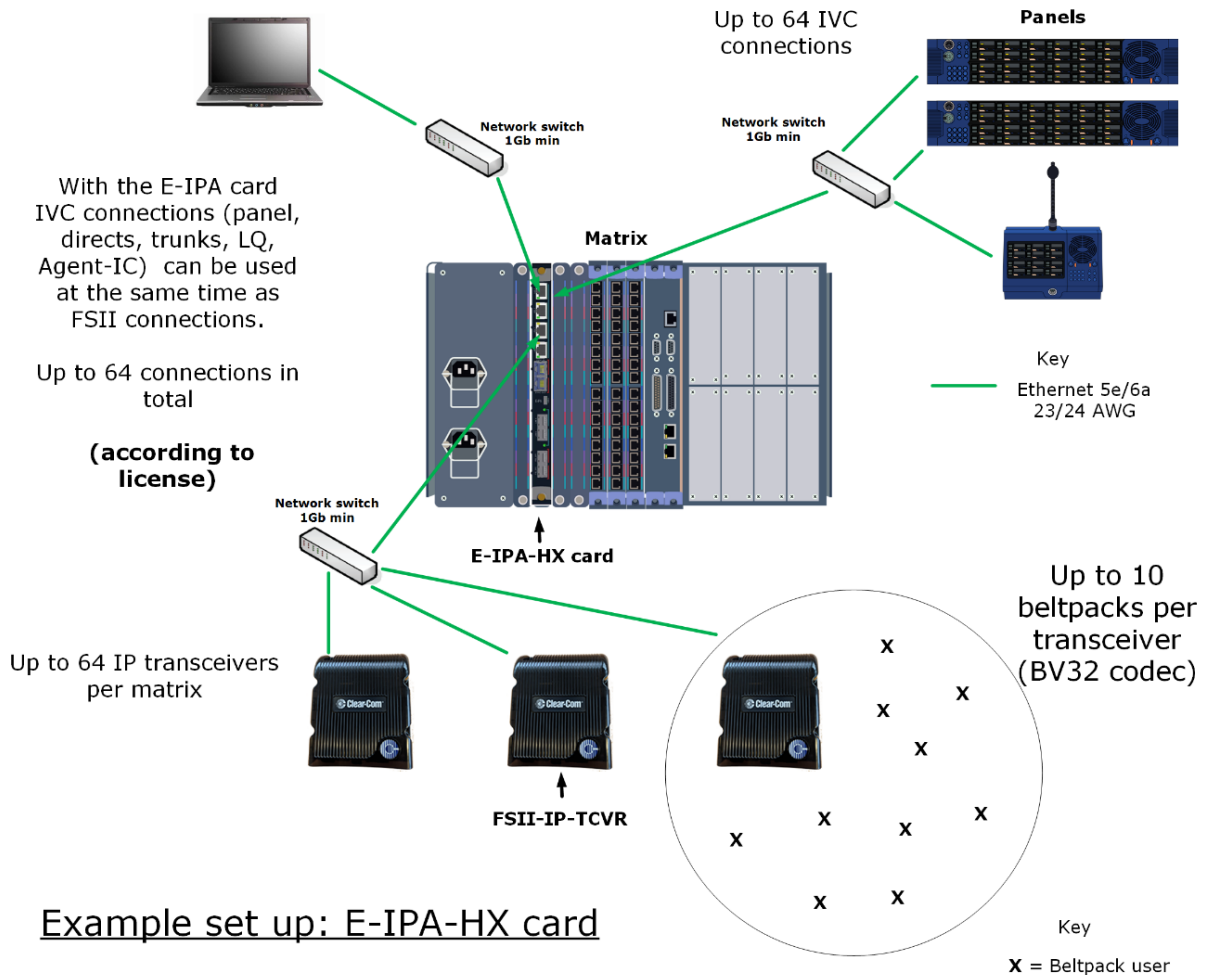 Up to 64 IVC
connections
Panels
Network switch
1Gb min
Network switch
1Gb min
With the E-IPA card
IVC connections (panel,
directs, trunks, LQ,
Agent-IC) can be used
at the same time as
FSII connections.
Matrix
Up to 64 connections in
total
(according to
license)
Key
Ethernet 5e/6a
23/24 AWG
Network switch
1Gb min
E-IPA-HX card
Up to 10
beltpacks per
transceiver
(BV32 codec)
Up to 64 IP transceivers
per matrix
Clear-Com
Clear-Com
Clear-Com
FSII-IP-TCVR
X
X
X
X
X
X
X
X
X
X
Example set up: E-IPA-HX card
Key
X = Beltpack user